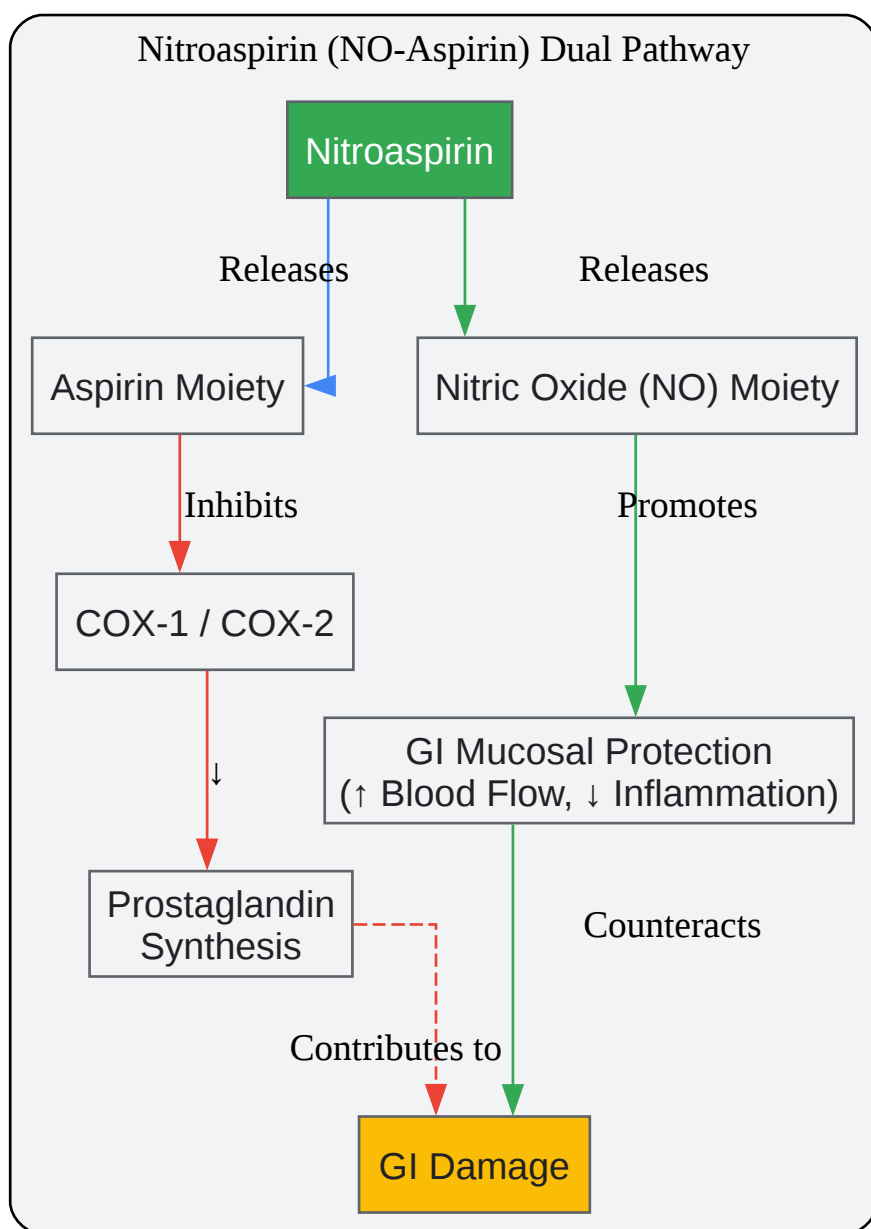 Nitroaspirin (NO-Aspirin) Dual Pathway
Nitroaspirin
Releases
Releases
Aspirin Moiety
Nitric Oxide (NO) Moiety
Inhibits
Promotes
COX-1 / COX-2
GI Mucosal Protection
(↑ Blood Flow, ↓ Inflammation)
↓
Prostaglandin
Synthesis
Counteracts
Contributes to
GI Damage